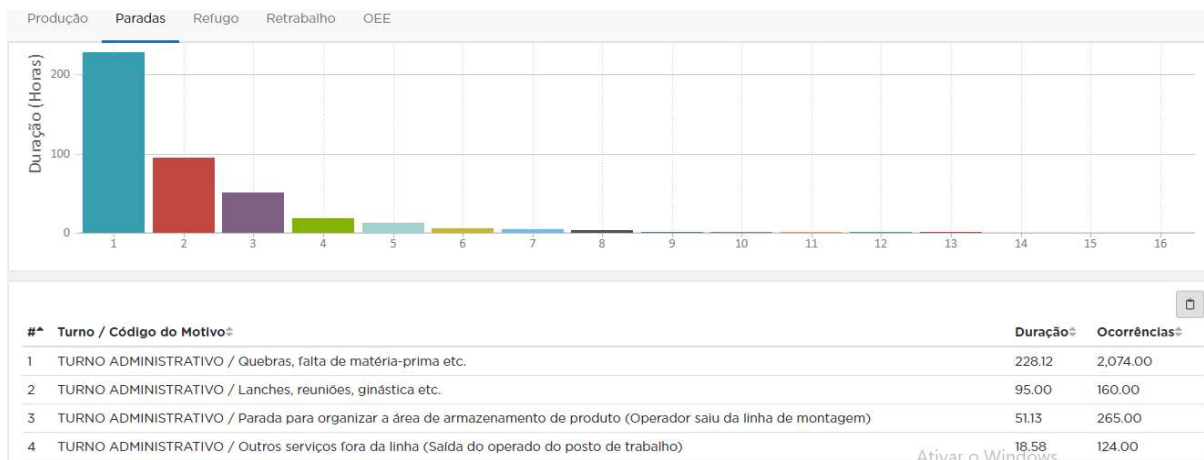 Produção Paradas Refugo Retrabalho OEE
Duração (Horas)
200
100
0
1 2 3 4 5 6 7 8 9 10 11 12 13 14 15 16
# Turno / Código do Motivo Duração Ocorrências
1 TURNO ADMINISTRATIVO / Quebras, falta de matéria-prima etc. 228.12 2,074.00
2 TURNO ADMINISTRATIVO / Lanches, reuniões, ginástica etc. 95.00 160.00
3 TURNO ADMINISTRATIVO / Parada para organizar a área de armazenamento de produto (Operador saiu da linha de montagem) 51.13 265.00
4 TURNO ADMINISTRATIVO / Outros serviços fora da linha (Saída do operado do posto de trabalho) 18.58 124.00
Ativar o Windows